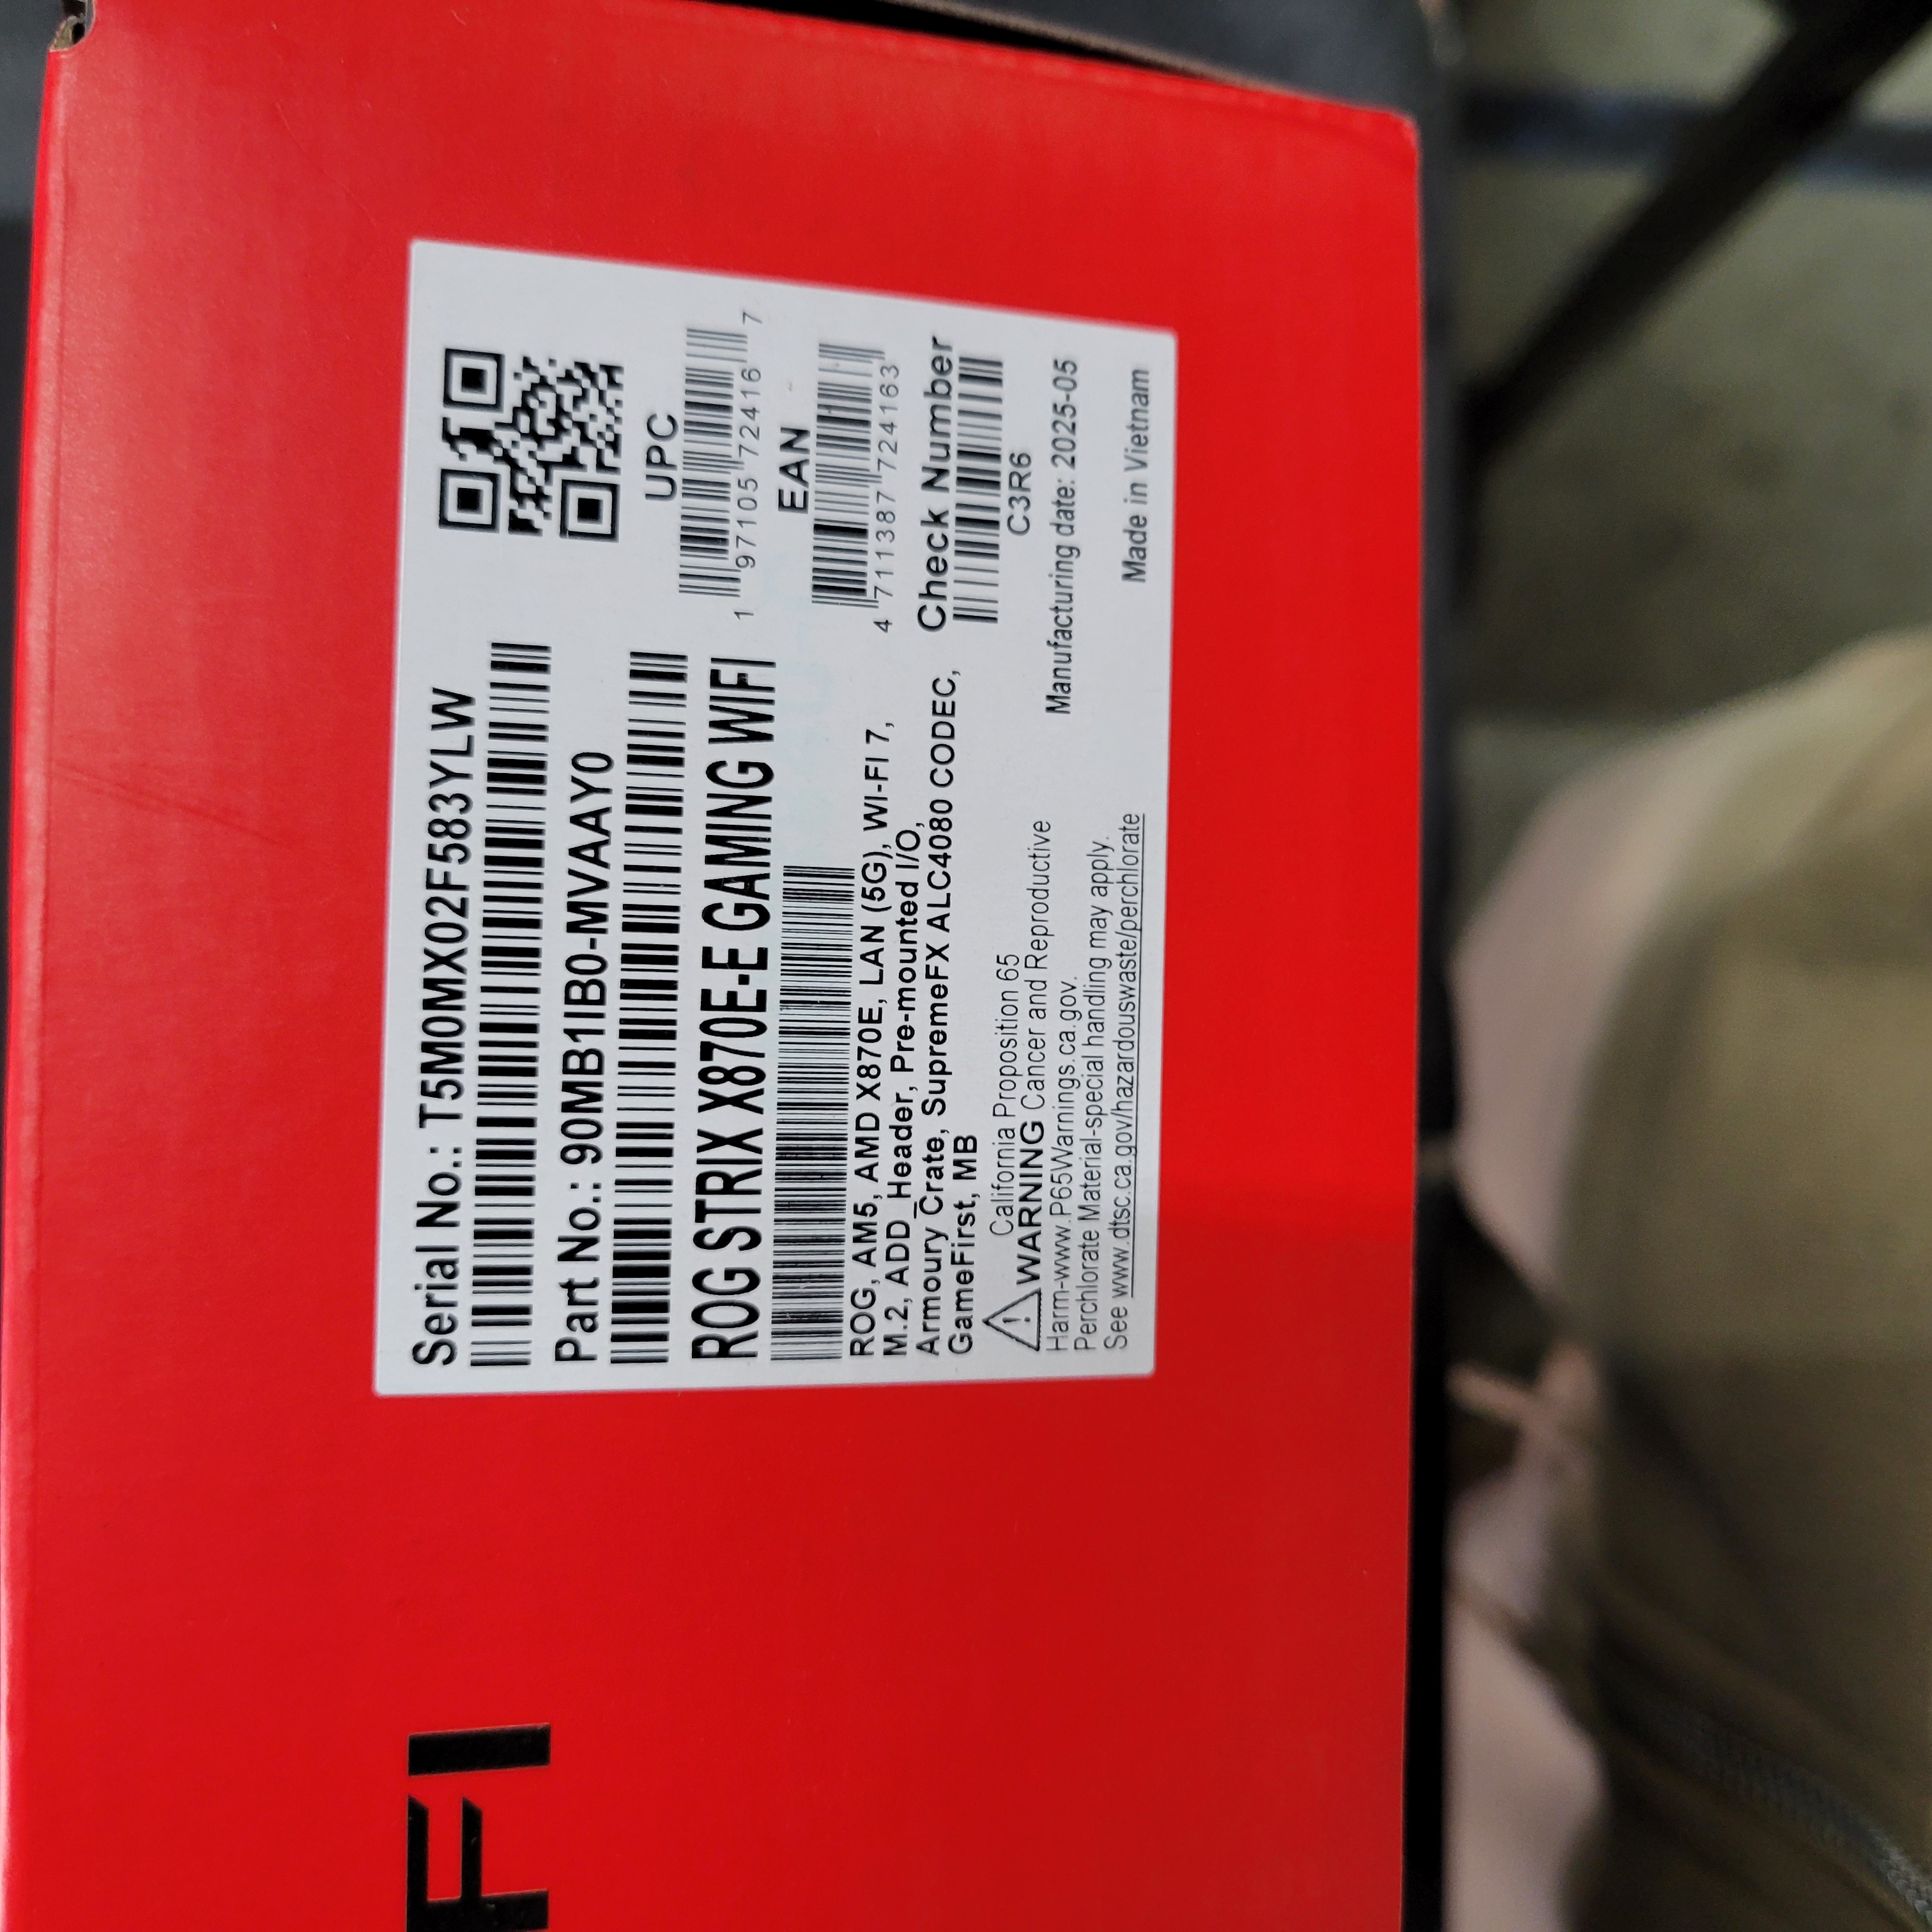 Serial No.: T5M0MX02F583YLW
Part No.: 90MB1IB0-MVAAY0
ROG STRIX X870E-E GAMING WIFI
ROG, AM5, AMD X870E, LAN (5G), WI-FI 7,
M.2, ADD_Header, Pre-mounted I/O,
Armoury Crate, SupremeFX ALC4080 CODEC,
GameFirst, MB
California Proposition 65
WARNING Cancer and Reproductive
Harm-www.P65Warnings.ca.gov.
Perchlorate Material-special handling may apply.
See www.dtsc.ca.gov/hazardouswaste/perchlorate
UPC
1 97105 72416 7
EAN
4 711387 724163
Check Number
C3R6
Manufacturing date: 2025-05
Made in Vietnam
FI